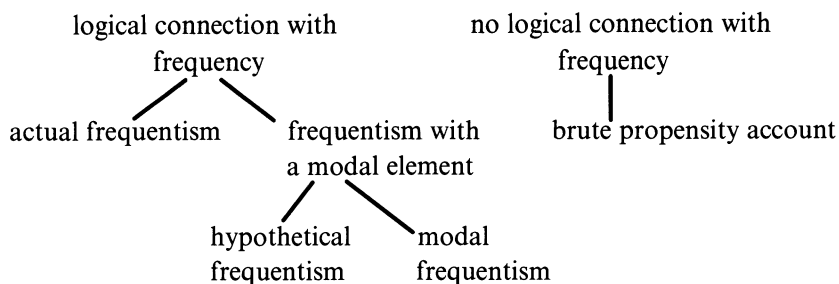 logical connection with
frequency
no logical connection with
frequency
actual frequentism
frequentism with
a modal element
brute propensity account
hypothetical
frequentism
modal
frequentism